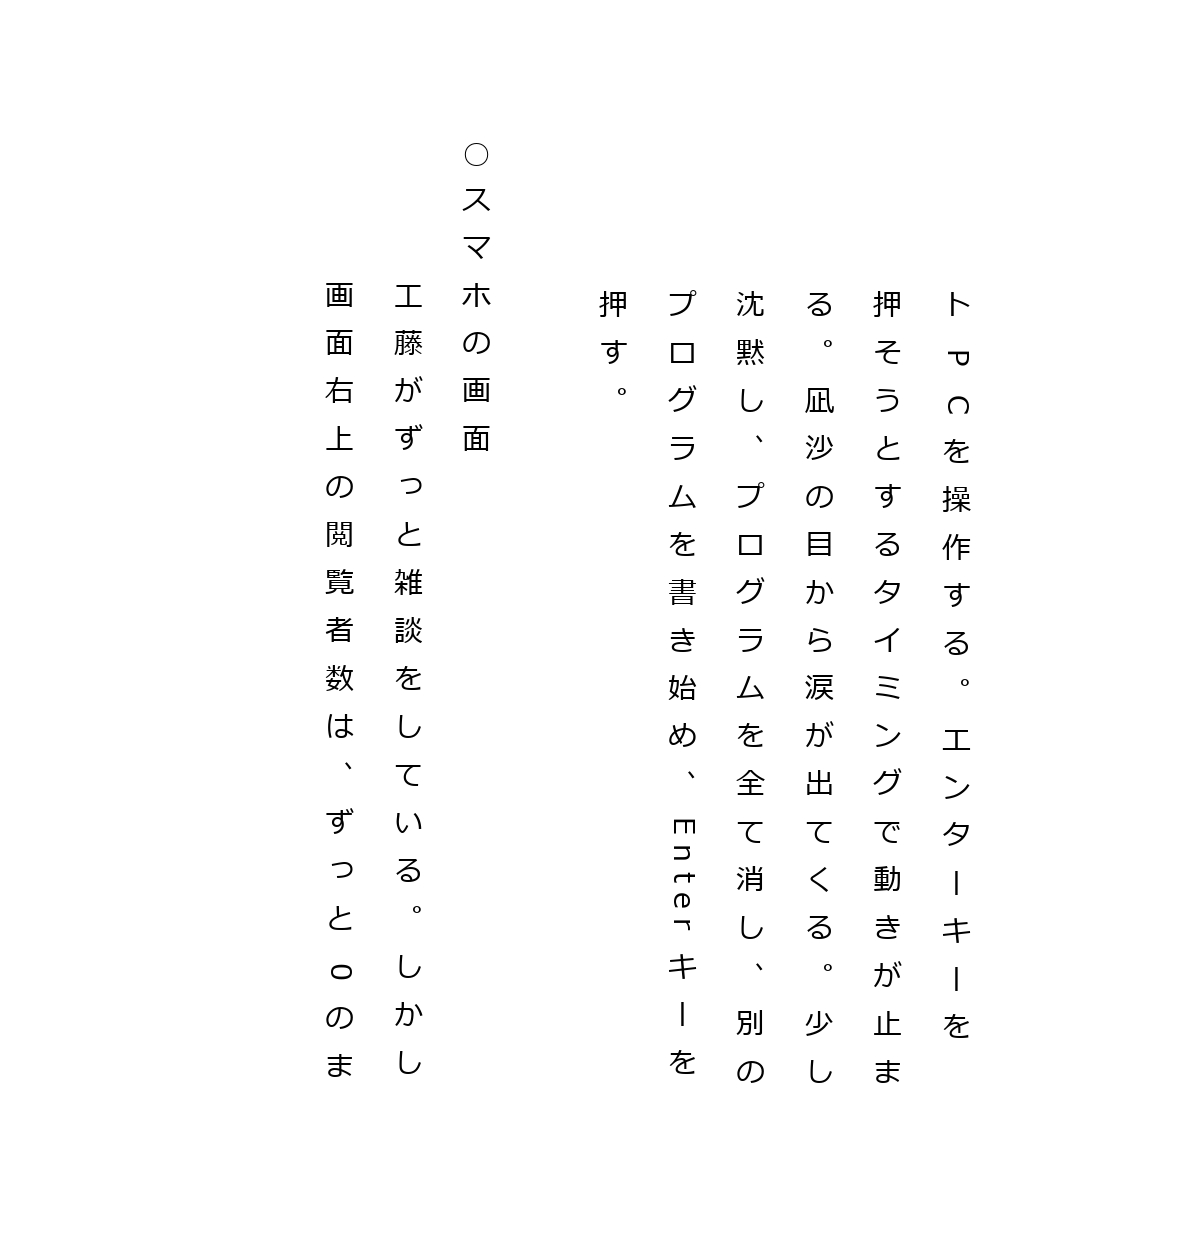 トPCを操作する。エンターキーを
押そうとするタイミングで動きが止ま
る。凪沙の目から涙が出てくる。少し
沈黙し、プログラムを全て消し、別の
プログラムを書き始め、Enterキーを
押す。
○スマホの画面
工藤がずっと雑談をしている。しかし
画面右上の閲覧者数は、ずっと0のま